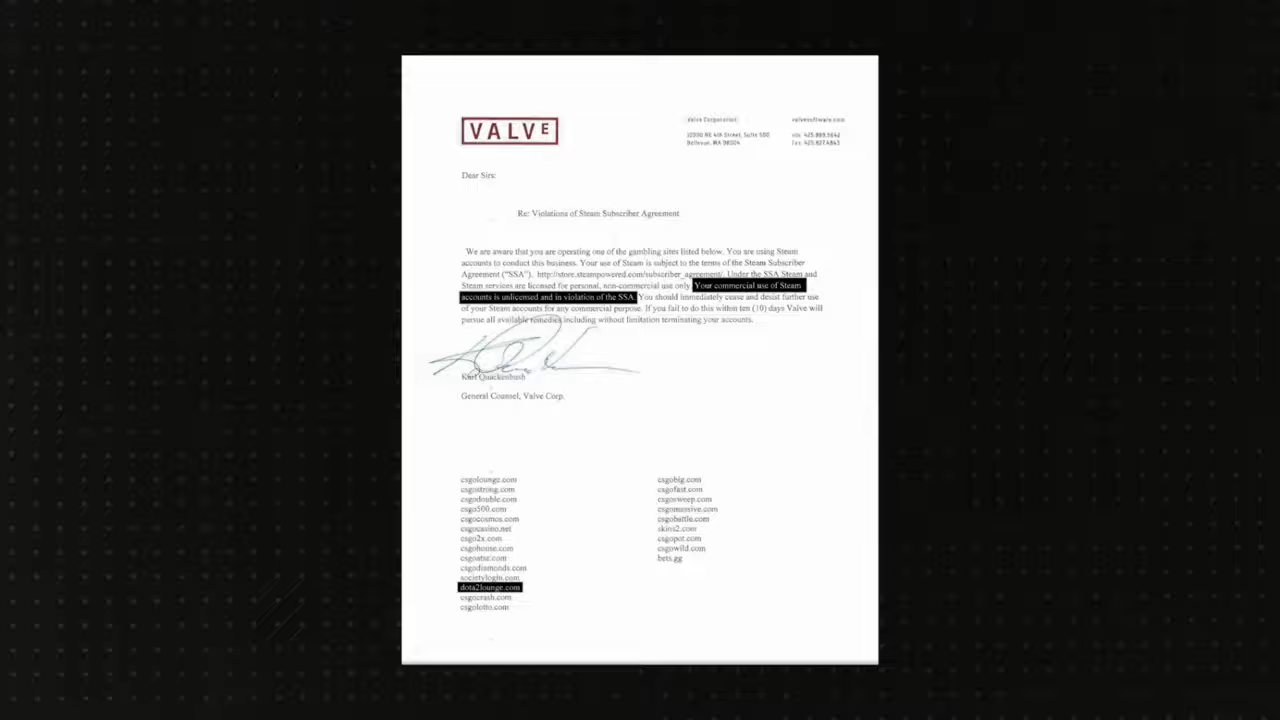 VALVE
Valve Corporation
valvesoftware.com
Bellevue, WA 98004
Dear Sirs:
Re: Violations of Steam Subscriber Agreement
We are aware that you are operating one of the gambling sites listed below. You are using Steam
accounts to conduct this business. Your use of Steam is subject to the terms of the Steam Subscriber
Agreement ("SSA"). http://store.steampowered.com/subscriber_agreement/. Under the SSA Steam and
Steam services are licensed for personal, non-commercial use only. Your commercial use of Steam
accounts is unlicensed and in violation of the SSA. You should immediately cease and desist further use
of your Steam accounts for any commercial purpose. If you fail to do this within ten (10) days Valve will
pursue all available remedies including without limitation terminating your accounts.
Karl Quackenbush
General Counsel, Valve Corp.
csgolounge.com
csgostrong.com
csgodouble.com
csgo500.com
csgocosmos.com
csgocasino.net
csgo2x.com
csgohouse.com
csgoatse.com
csgodiamonds.com
societylogin.com
dota2lounge.com
csgocrash.com
csgolotto.com
csgobig.com
csgofast.com
csgosweep.com
csgomassive.com
csgobattle.com
skins2.com
csgopot.com
csgowild.com
bets.gg